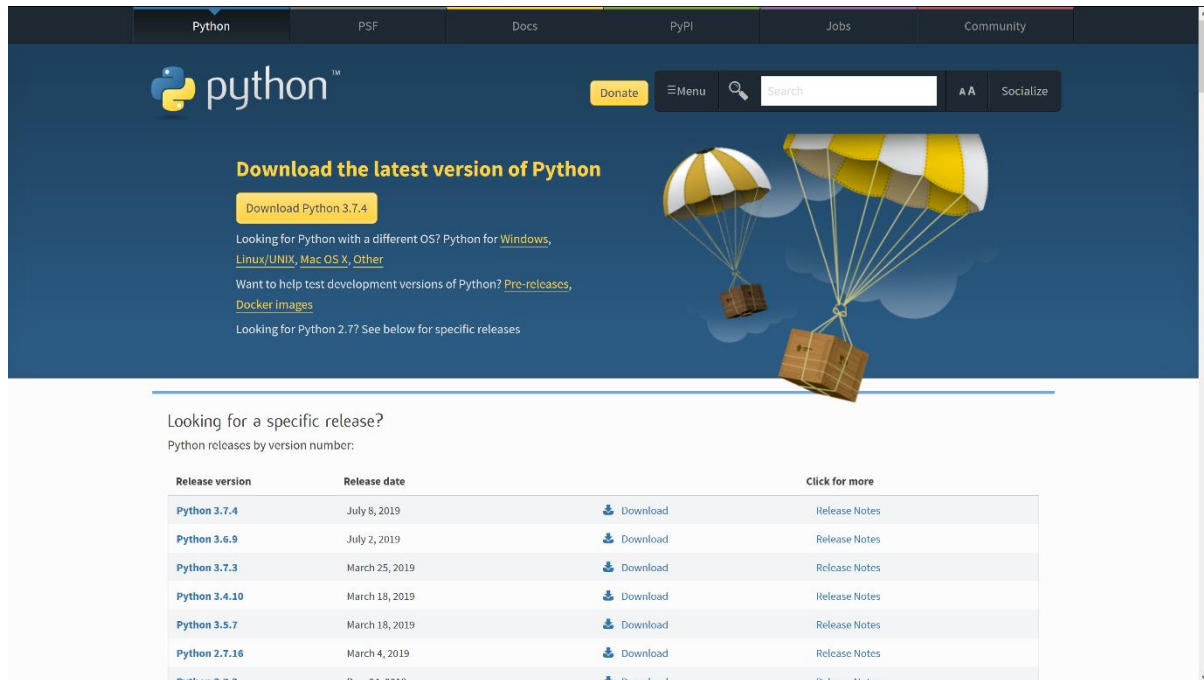 Python PSF Docs PyPI Jobs Community
python™
Donate ☰Menu Search AA Socialize
Download the latest version of Python
Download Python 3.7.4
Looking for Python with a different OS? Python for Windows,
Linux/UNIX, Mac OS X, Other
Want to help test development versions of Python? Pre-releases,
Docker images
Looking for Python 2.7? See below for specific releases
Looking for a specific release?
Python releases by version number:
Release version Release date Click for more
Python 3.7.4 July 8, 2019 Download Release Notes
Python 3.6.9 July 2, 2019 Download Release Notes
Python 3.7.3 March 25, 2019 Download Release Notes
Python 3.4.10 March 18, 2019 Download Release Notes
Python 3.5.7 March 18, 2019 Download Release Notes
Python 2.7.16 March 4, 2019 Download Release Notes